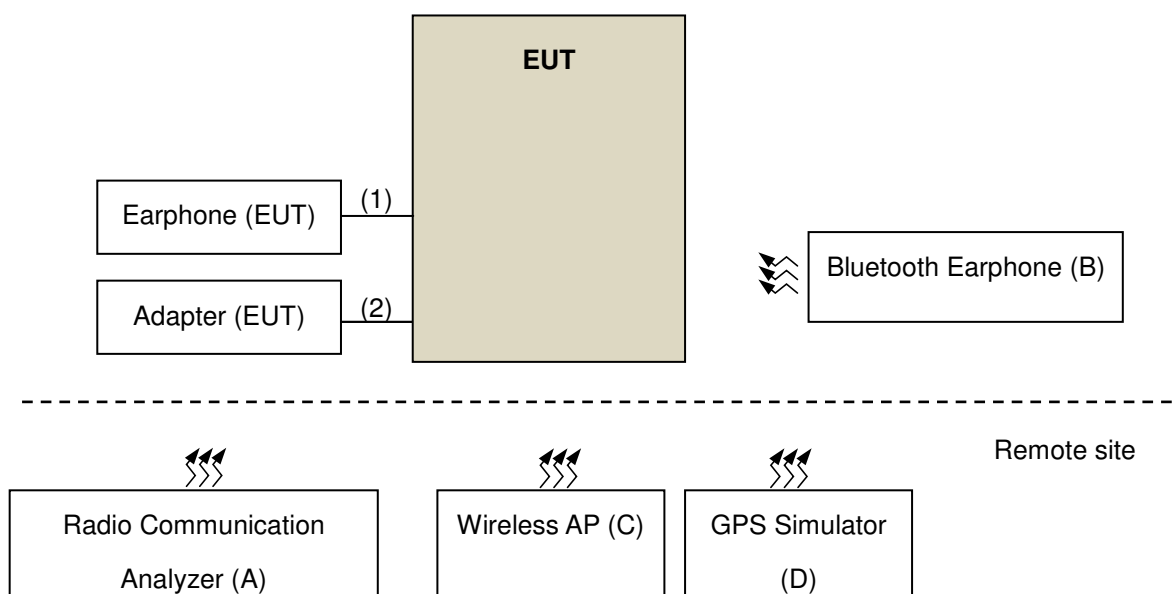 EUT
(1)
Earphone (EUT)
Bluetooth Earphone (B)
(2)
Adapter (EUT)
Remote site
Radio Communication
Analyzer (A)
Wireless AP (C)
GPS Simulator
(D)